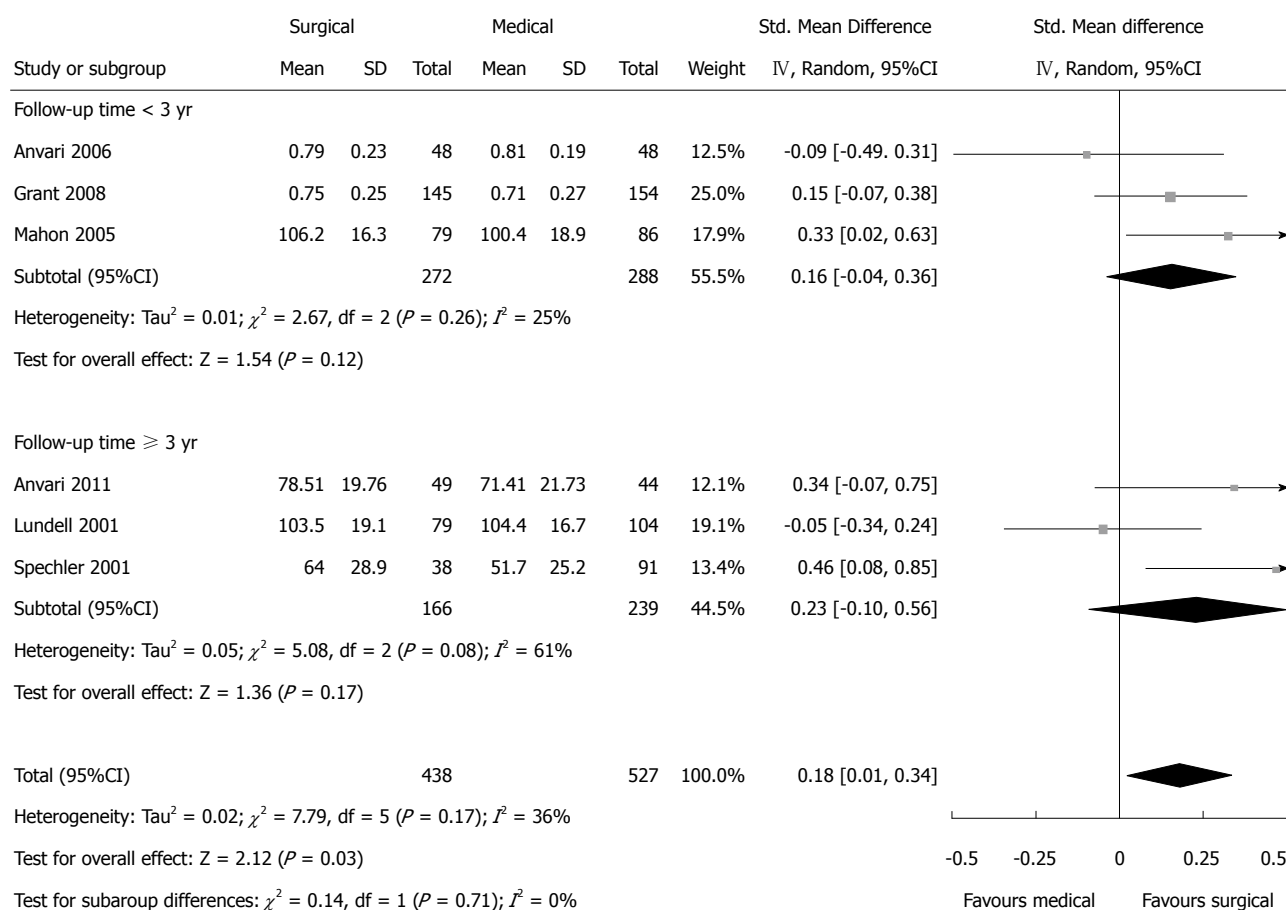 Surgical Medical Std. Mean Difference Std. Mean difference
Study or subgroup Mean SD Total Mean SD Total Weight Ⅳ, Random, 95%CI Ⅳ, Random, 95%CI
Follow-up time < 3 yr
Anvari 2006 0.79 0.23 48 0.81 0.19 48 12.5% -0.09 [-0.49. 0.31]
Grant 2008 0.75 0.25 145 0.71 0.27 154 25.0% 0.15 [-0.07, 0.38]
Mahon 2005 106.2 16.3 79 100.4 18.9 86 17.9% 0.33 [0.02, 0.63]
Subtotal (95%CI) 272 288 55.5% 0.16 [-0.04, 0.36]
Heterogeneity: Tau² = 0.01; χ² = 2.67, df = 2 (P = 0.26); I² = 25%
Test for overall effect: Z = 1.54 (P = 0.12)
Follow-up time ≥ 3 yr
Anvari 2011 78.51 19.76 49 71.41 21.73 44 12.1% 0.34 [-0.07, 0.75]
Lundell 2001 103.5 19.1 79 104.4 16.7 104 19.1% -0.05 [-0.34, 0.24]
Spechler 2001 64 28.9 38 51.7 25.2 91 13.4% 0.46 [0.08, 0.85]
Subtotal (95%CI) 166 239 44.5% 0.23 [-0.10, 0.56]
Heterogeneity: Tau² = 0.05; χ² = 5.08, df = 2 (P = 0.08); I² = 61%
Test for overall effect: Z = 1.36 (P = 0.17)
Total (95%CI) 438 527 100.0% 0.18 [0.01, 0.34]
Heterogeneity: Tau² = 0.02; χ² = 7.79, df = 5 (P = 0.17); I² = 36%
Test for overall effect: Z = 2.12 (P = 0.03) -0.5 -0.25 0 0.25 0.5
Test for subaroup differences: χ² = 0.14, df = 1 (P = 0.71); I² = 0% Favours medical Favours surgical